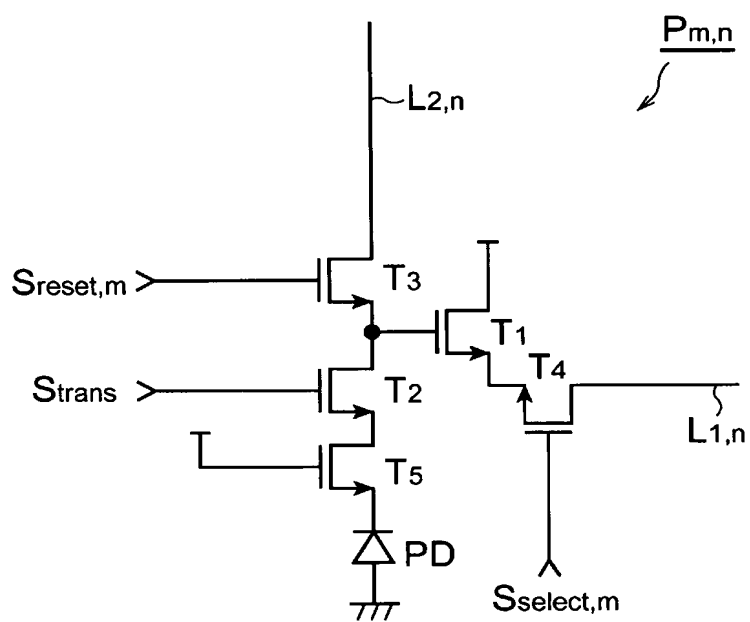 Pm,n
L2,n
Sreset,m
T3
T1
T4
Strans
T2
L1,n
T5
PD
Sselect,m